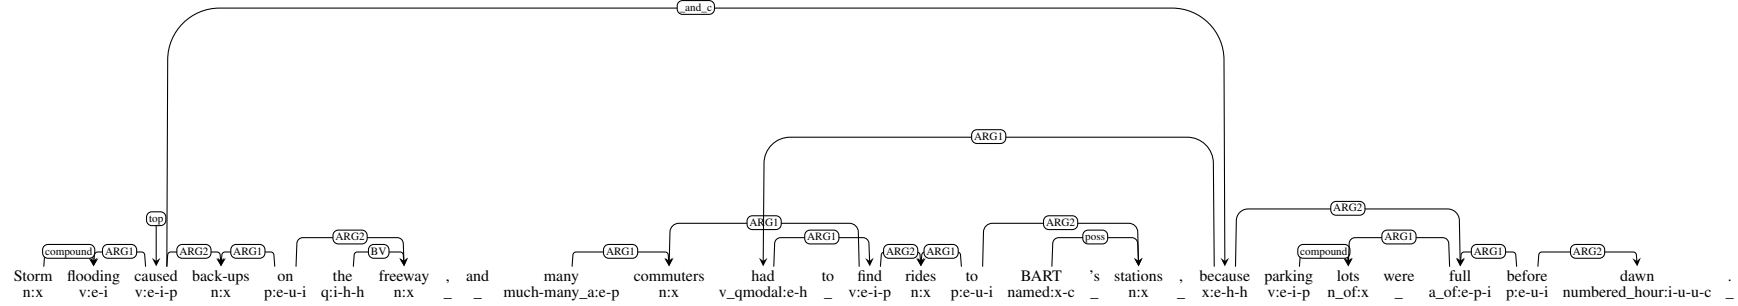 _and_c
ARG1
ARG2
top
ARG1 ARG2
ARG2 ARG1 poss
compound ARG1 ARG2 ARG1 BV ARG1 ARG2 ARG1 compound ARG1 ARG1 ARG2
Storm flooding caused back-ups on the freeway , and many commuters had to find rides to BART 's stations , because parking lots were full before dawn .
n:x v:e-i v:e-i-p n:x p:e-u-i q:i-h-h n:x _ _ much-many_a:e-p n:x v_qmodal:e-h _ v:e-i-p n:x p:e-u-i named:x-c _ n:x _ x:e-h-h v:e-i-p n_of:x _ a_of:e-p-i p:e-u-i numbered_hour:i-u-u-c _